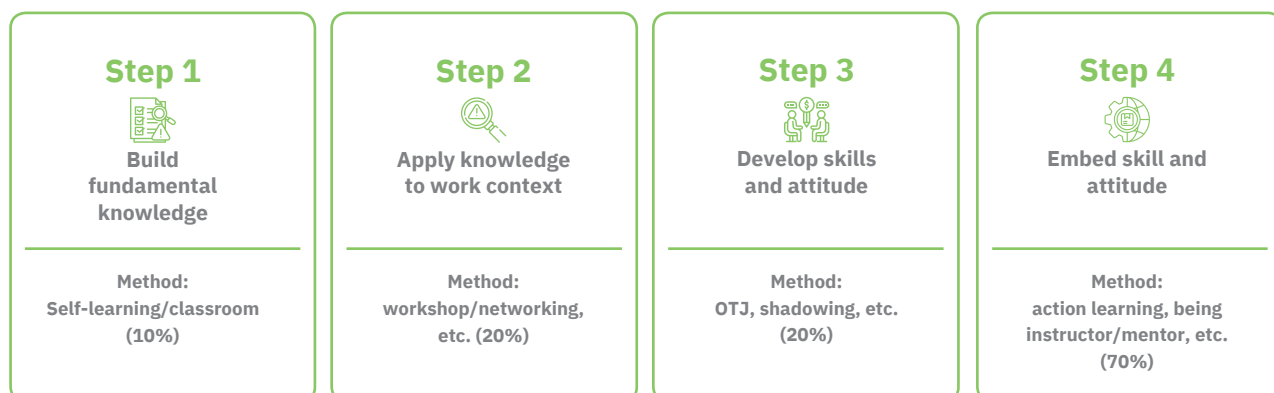 Step 1
Build
fundamental
knowledge
Method:
Self-learning/classroom
(10%)
Step 2
Apply knowledge
to work context
Method:
workshop/networking,
etc. (20%)
Step 3
Develop skills
and attitude
Method:
OTJ, shadowing, etc.
(20%)
Step 4
Embed skill and
attitude
Method:
action learning, being
instructor/mentor, etc.
(70%)